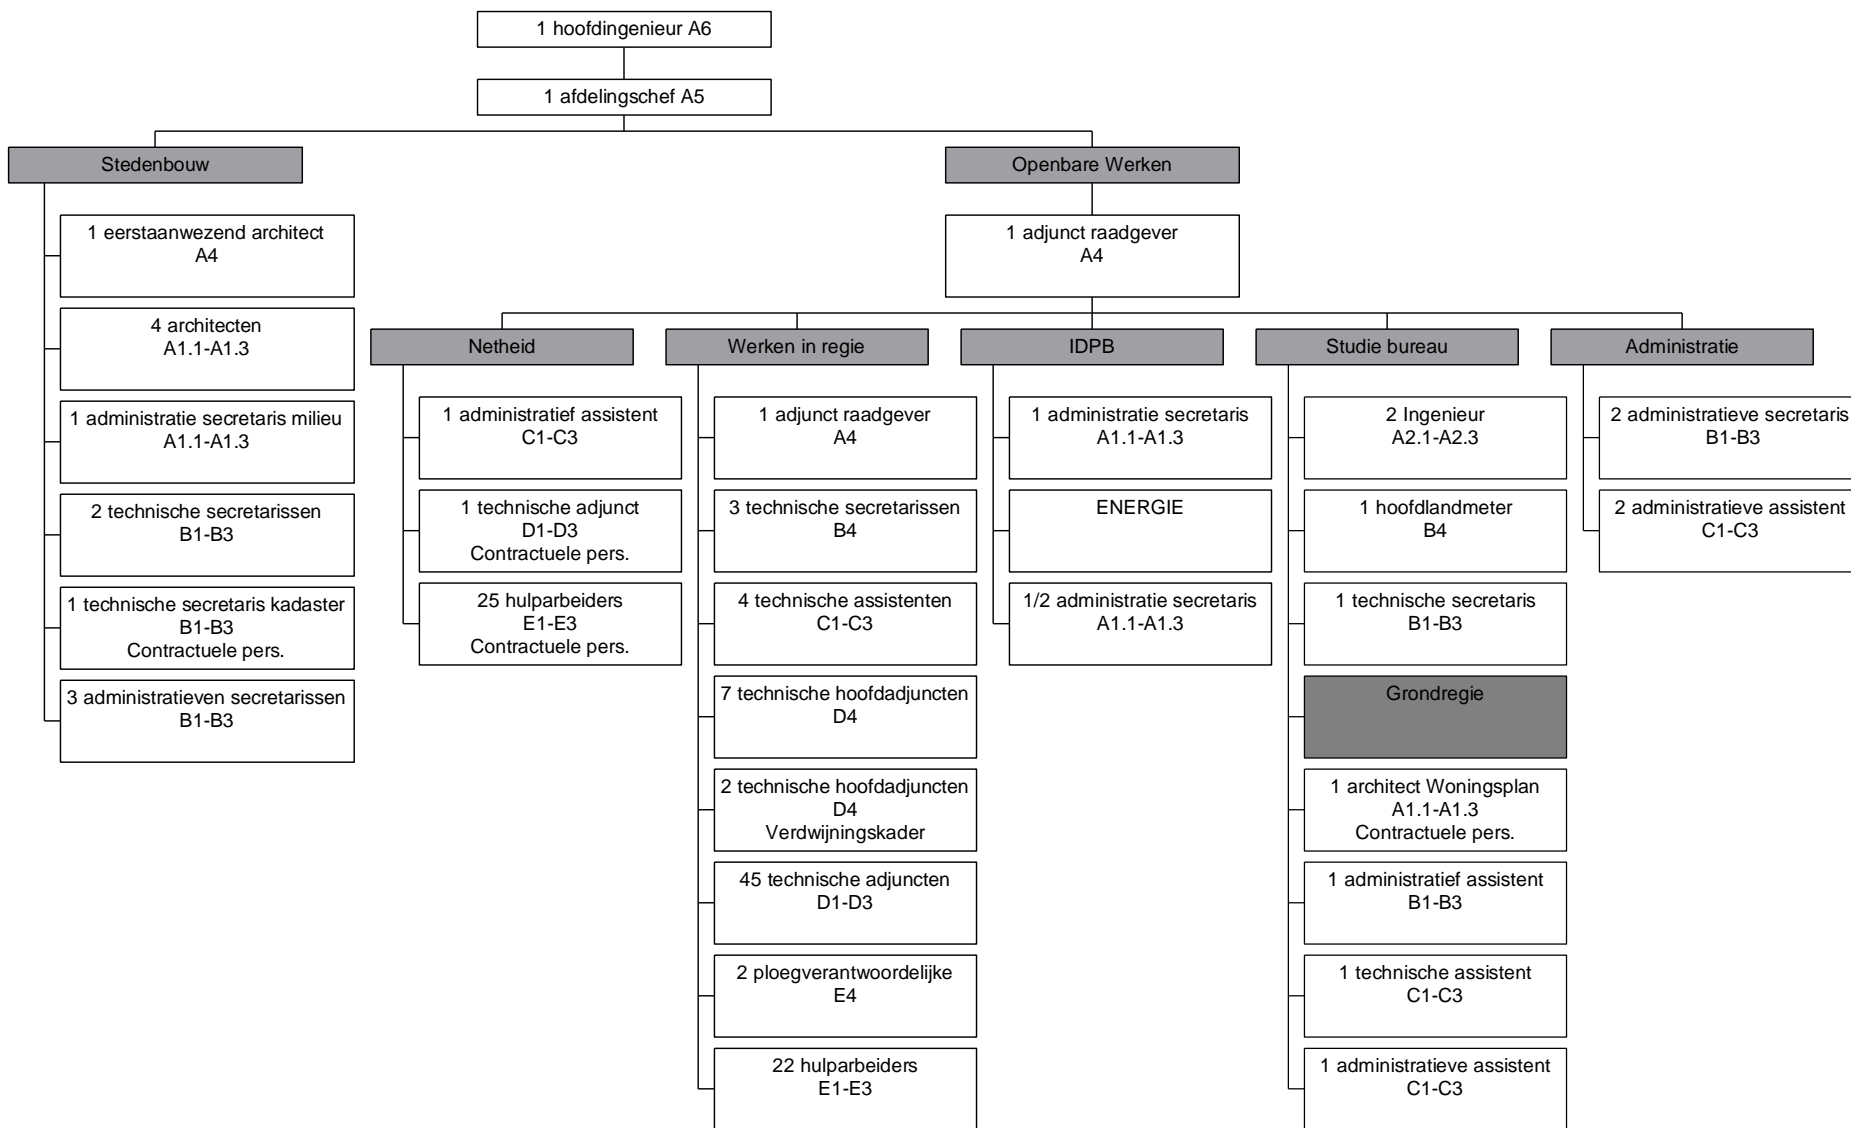 1 hoofdingenieur A6
1 afdelingschef A5
Stedenbouw
1 eerstaanwezend architect
A4
4 architecten
A1.1-A1.3
1 administratie secretaris milieu
A1.1-A1.3
2 technische secretarissen
B1-B3
1 technische secretaris kadaster
B1-B3
Contractuele pers.
3 administratieven secretarissen
B1-B3
Openbare Werken
1 adjunct raadgever
A4
Netheid
1 administratief assistent
C1-C3
1 technische adjunct
D1-D3
Contractuele pers.
25 hulparbeiders
E1-E3
Contractuele pers.
Werken in regie
1 adjunct raadgever
A4
3 technische secretarissen
B4
4 technische assistenten
C1-C3
7 technische hoofdadjuncten
D4
2 technische hoofdadjuncten
D4
Verdwijningskader
45 technische adjuncten
D1-D3
2 ploegverantwoordelijke
E4
22 hulparbeiders
E1-E3
IDPB
1 administratie secretaris
A1.1-A1.3
ENERGIE
1/2 administratie secretaris
A1.1-A1.3
Studie bureau
2 Ingenieur
A2.1-A2.3
1 hoofdlandmeter
B4
1 technische secretaris
B1-B3
Grondregie
1 architect Woningsplan
A1.1-A1.3
Contractuele pers.
1 administratief assistent
B1-B3
1 technische assistent
C1-C3
1 administratieve assistent
C1-C3
Administratie
2 administratieve secretaris
B1-B3
2 administratieve assistent
C1-C3